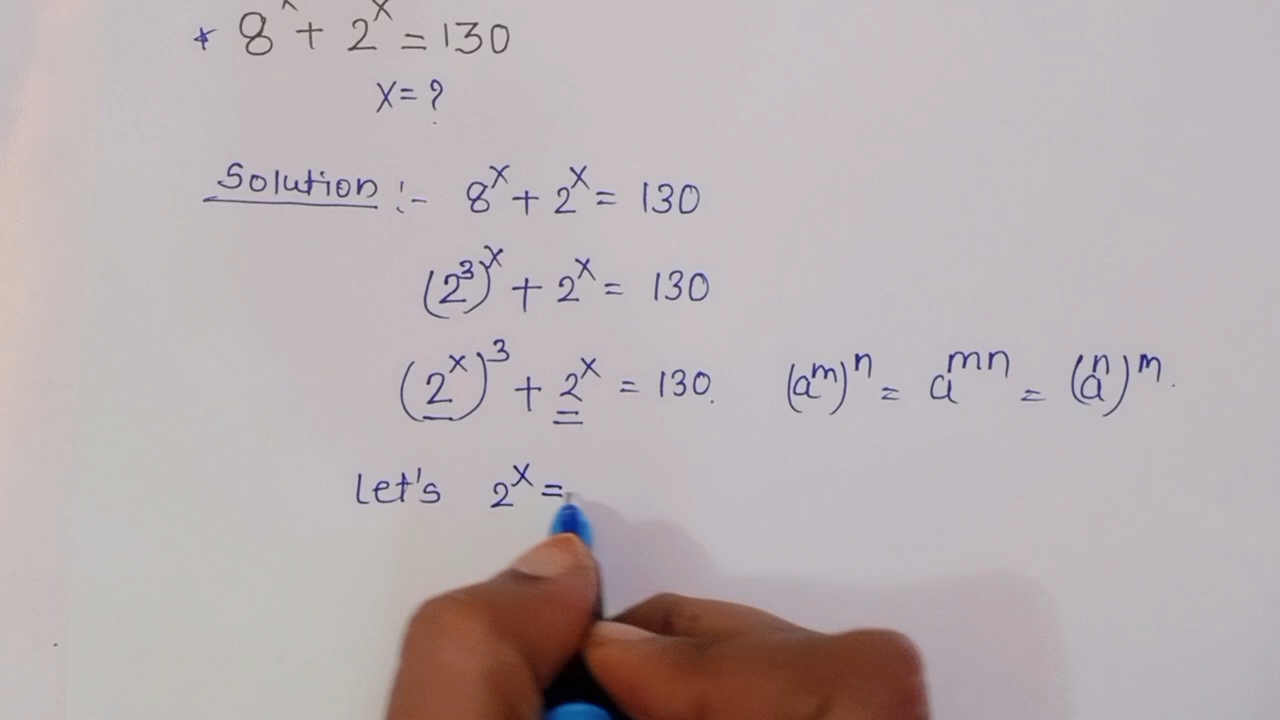 * 8^x + 2^x = 130
x = ?
Solution :- 8^x + 2^x = 130
(2^3)^x + 2^x = 130
(2^x)^3 + 2^x = 130. (a^m)^n = a^mn = (a^n)^m.
Let's 2^x =